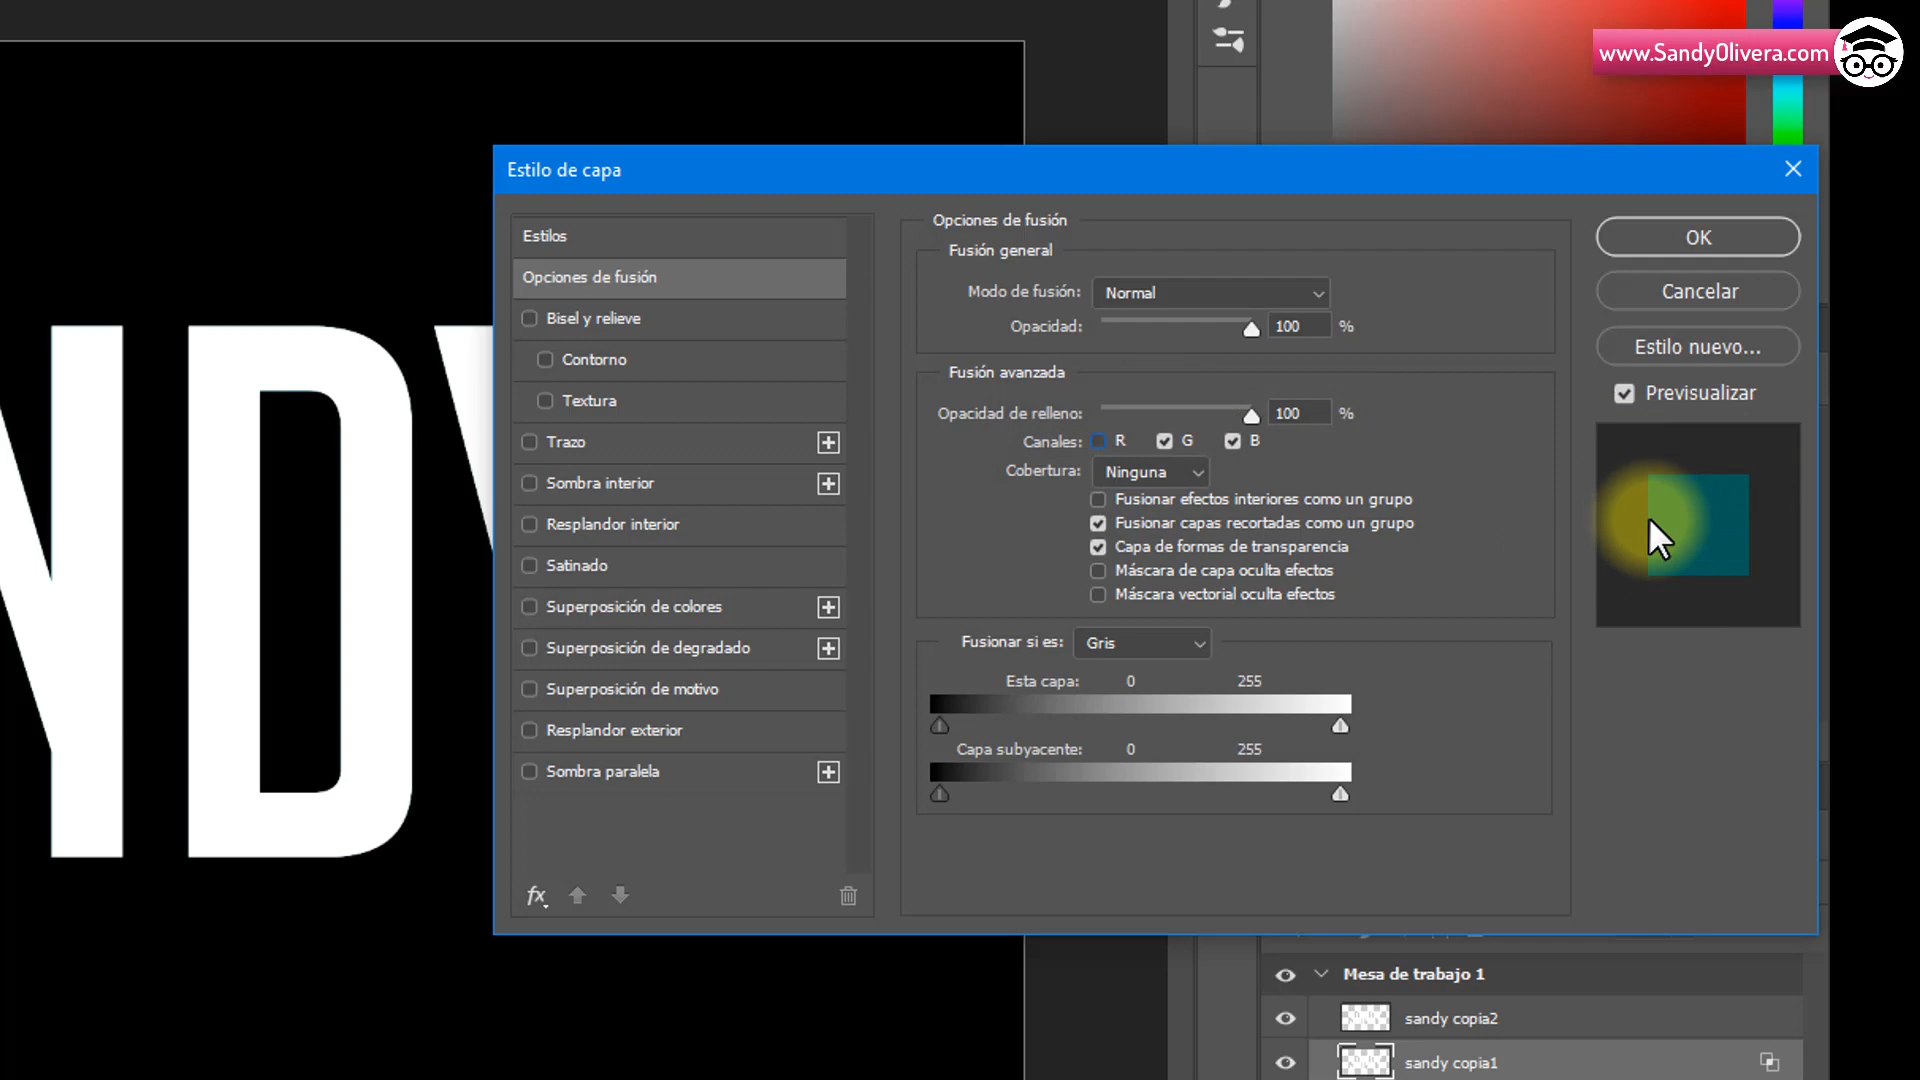 www.SandyOlivera.com
NDY
Estilo de capa
Estilos
Opciones de fusión
Bisel y relieve
Contorno
Textura
Trazo
Sombra interior
Resplandor interior
Satinado
Superposición de colores
Superposición de degradado
Superposición de motivo
Resplandor exterior
Sombra paralela
fx
Opciones de fusión
Fusión general
Modo de fusión: Normal
Opacidad: 100 %
Fusión avanzada
Opacidad de relleno: 100 %
Canales: R G B
Cobertura: Ninguna
Fusionar efectos interiores como un grupo
Fusionar capas recortadas como un grupo
Capa de formas de transparencia
Máscara de capa oculta efectos
Máscara vectorial oculta efectos
Fusionar si es: Gris
Esta capa: 0 255
Capa subyacente: 0 255
OK
Cancelar
Estilo nuevo...
Previsualizar
Mesa de trabajo 1
sandy copia2
sandy copia1